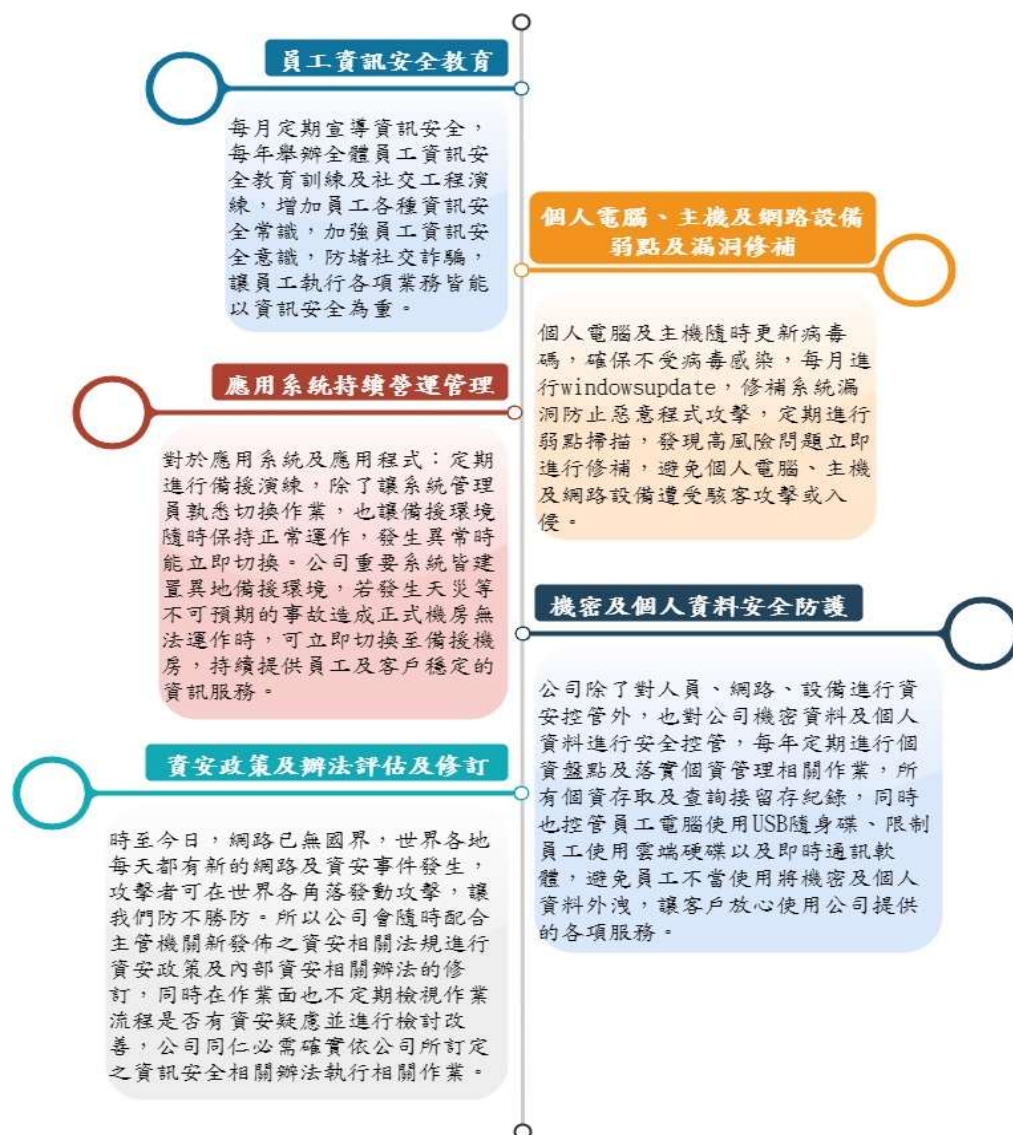 員工資訊安全教育
每月定期宣導資訊安全，
每年舉辦全體員工資訊安
全教育訓練及社交工程演
練，增加員工各種資訊安
全常識，加強員工資訊安
全意識，防堵社交詐騙，
讓員工執行各項業務皆能
以資訊安全為重。
個人電腦、主機及網路設備
弱點及漏洞修補
個人電腦及主機隨時更新病毒
碼，確保不受病毒感染，每月進
行windowsupdate，修補系統漏
洞防止惡意程式攻擊，定期進行
弱點掃描，發現高風險問題立即
進行修補，避免個人電腦、主機
及網路設備遭受駭客攻擊或入
侵。
應用系統持續營運管理
對於應用系統及應用程式：定期
進行備援演練，除了讓系統管理
員孰悉切換作業，也讓備援環境
隨時保持正常運作，發生異常時
能立即切換。公司重要系統皆建
置異地備援環境，若發生天災等
不可預期的事故造成正式機房無
法運作時，可立即切換至備援機
房，持續提供員工及客戶穩定的
資訊服務。
機密及個人資料安全防護
公司除了對人員、網路、設備進行資
安控管外，也對公司機密資料及個人
資料進行安全控管，每年定期進行個
資盤點及落實個資管理相關作業，所
有個資存取及查詢接留存紀錄，同時
也控管員工電腦使用USB隨身碟、限制
員工使用雲端硬碟以及即時通訊軟
體，避免員工不當使用將機密及個人
資料外洩，讓客戶放心使用公司提供
的各項服務。
資安政策及辦法評估及修訂
時至今日，網路已無國界，世界各地
每天都有新的網路及資安事件發生，
攻擊者可在世界各角落發動攻擊，讓
我們防不勝防。所以公司會隨時配合
主管機關新發佈之資安相關法規進行
資安政策及內部資安相關辦法的修
訂，同時在作業面也不定期檢視作業
流程是否有資安疑慮並進行檢討改
善，公司同仁必需確實依公司所訂定
之資訊安全相關辦法執行相關作業。